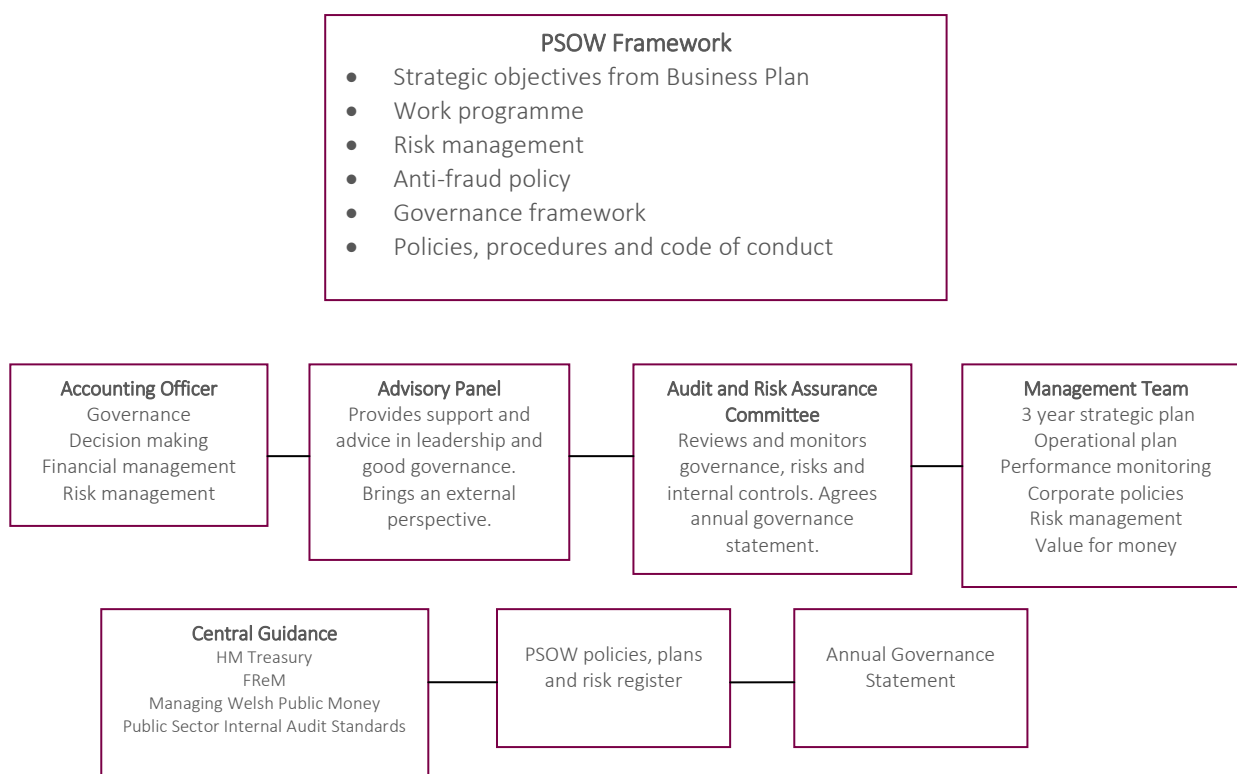 PSOW Framework
• Strategic objectives from Business Plan
• Work programme
• Risk management
• Anti-fraud policy
• Governance framework
• Policies, procedures and code of conduct
Accounting Officer
Governance
Decision making
Financial management
Risk management
Advisory Panel
Provides support and
advice in leadership and
good governance.
Brings an external
perspective.
Audit and Risk Assurance
Committee
Reviews and monitors
governance, risks and
internal controls. Agrees
annual governance
statement.
Management Team
3 year strategic plan
Operational plan
Performance monitoring
Corporate policies
Risk management
Value for money
Central Guidance
HM Treasury
FReM
Managing Welsh Public Money
Public Sector Internal Audit Standards
PSOW policies, plans
and risk register
Annual Governance
Statement